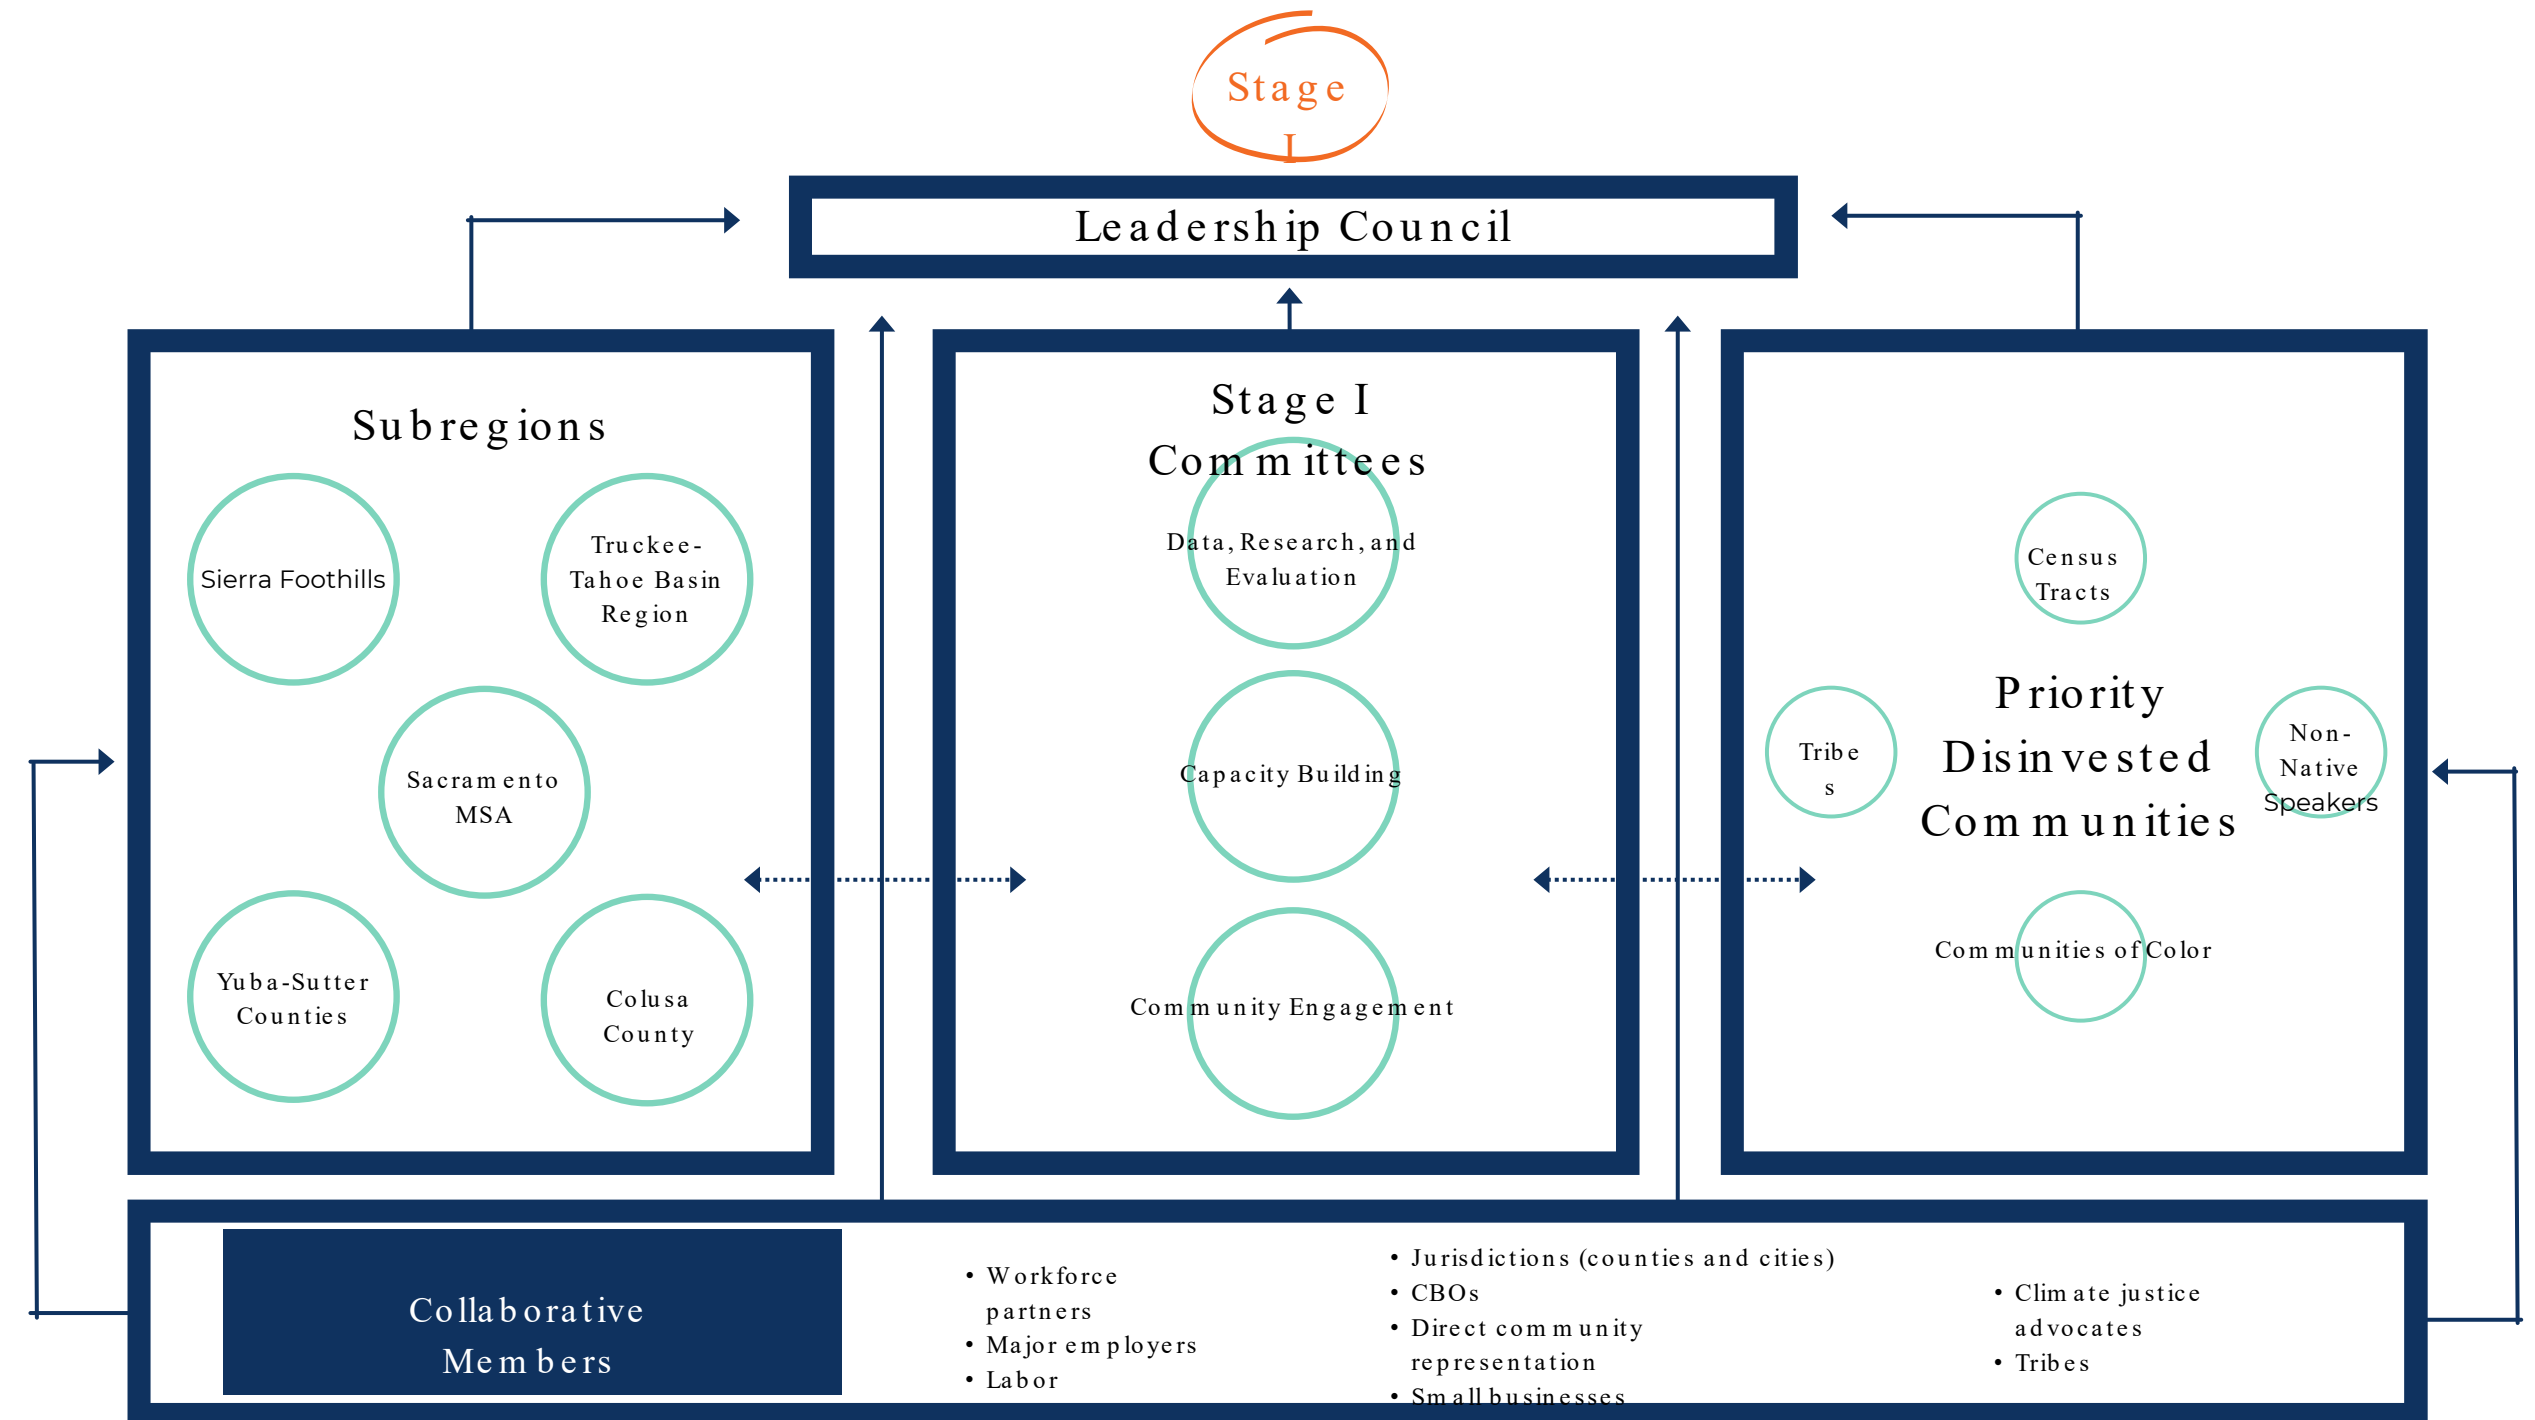 Stage
I
Leadership Council
Subregions
Sierra Foothills
Truckee-
Tahoe Basin
Region
Sacramento
MSA
Yuba-Sutter
Counties
Colusa
County
Stage I
Committees
Data, Research, and
Evaluation
Capacity Building
Community Engagement
Census
Tracts
Priority
Disinvested
Communities
Tribe
s
Non-
Native
Speakers
Communities of Color
Collaborative
Members
• Workforce
partners
• Major employers
• Labor
• Jurisdictions (counties and cities)
• CBOs
• Direct community
representation
• Small businesses
• Climate justice
advocates
• Tribes